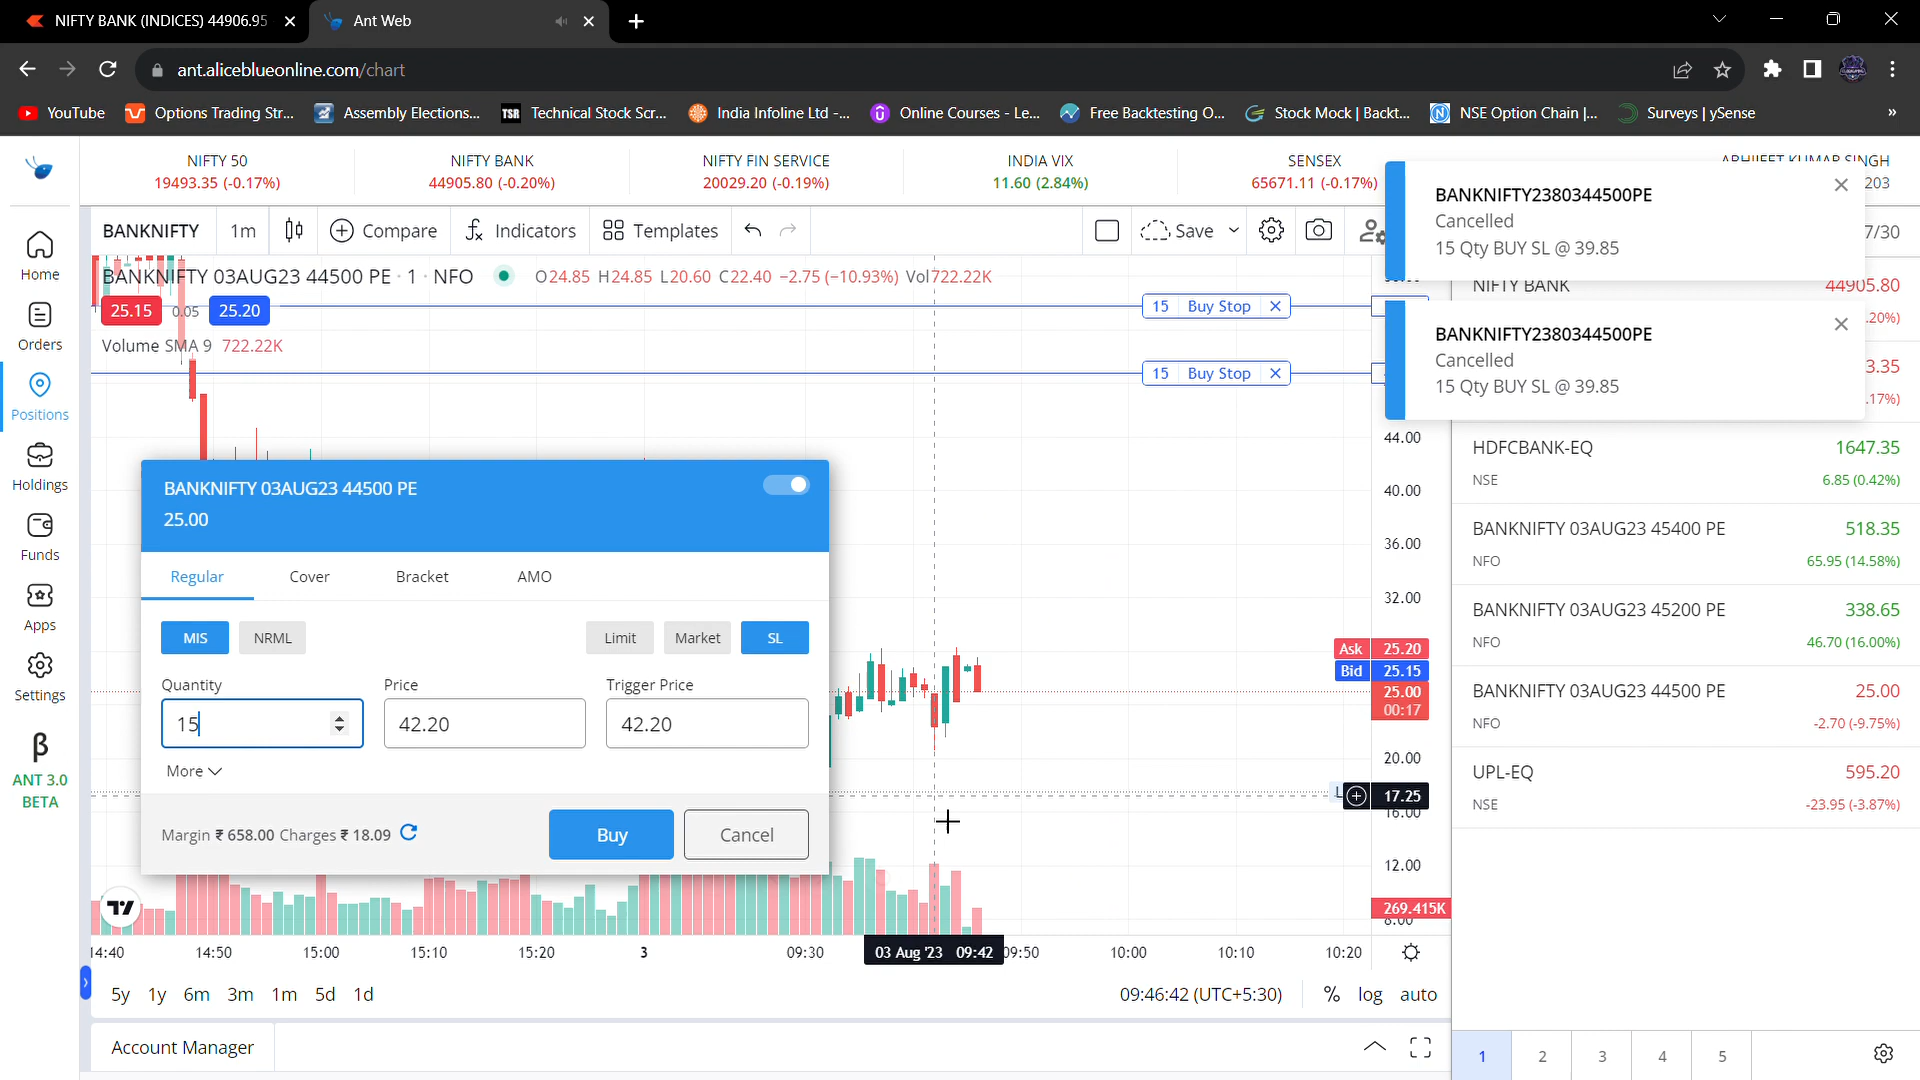 NIFTY BANK (INDICES) 44906.95
Ant Web
ant.aliceblueonline.com/chart
YouTube
Options Trading Str...
Assembly Elections...
TSR Technical Stock Scr...
India Infoline Ltd -...
Online Courses - Le...
Free Backtesting O...
Stock Mock | Backt...
NSE Option Chain |...
Surveys | ySense
»
NIFTY 50
19493.35 (-0.17%)
NIFTY BANK
44905.80 (-0.20%)
NIFTY FIN SERVICE
20029.20 (-0.19%)
INDIA VIX
11.60 (2.84%)
SENSEX
65671.11 (-0.17%)
ABHIJEET KUMAR SINGH
203
BANKNIFTY2380344500PE
Cancelled
15 Qty BUY SL @ 39.85
BANKNIFTY2380344500PE
Cancelled
15 Qty BUY SL @ 39.85
Home
Orders
Positions
Holdings
Funds
Apps
Settings
β
ANT 3.0
BETA
BANKNIFTY
1m
Compare
Indicators
Templates
Save
7/30
BANKNIFTY 03AUG23 44500 PE · 1 · NFO
O24.85 H24.85 L20.60 C22.40 −2.75 (−10.93%) Vol722.22K
25.15
0.05
25.20
Volume SMA 9 722.22K
15 Buy Stop
15 Buy Stop
BANKNIFTY 03AUG23 44500 PE
25.00
Regular
Cover
Bracket
AMO
MIS
NRML
Limit
Market
SL
Quantity
Price
Trigger Price
15
42.20
42.20
More
Margin ₹ 658.00 Charges ₹ 18.09
Buy
Cancel
44.00
40.00
36.00
32.00
Ask 25.20
Bid 25.15
25.00
00:17
20.00
L
17.25
16.00
12.00
269.415K
8.00
14:40
14:50
15:00
15:10
15:20
3
09:30
03 Aug '23 09:42
09:50
10:00
10:10
10:20
5y
1y
6m
3m
1m
5d
1d
09:46:42 (UTC+5:30)
%
log
auto
Account Manager
NIFTY BANK
44905.80
.20%)
3.35
.17%)
HDFCBANK-EQ
1647.35
NSE
6.85 (0.42%)
BANKNIFTY 03AUG23 45400 PE
518.35
NFO
65.95 (14.58%)
BANKNIFTY 03AUG23 45200 PE
338.65
NFO
46.70 (16.00%)
BANKNIFTY 03AUG23 44500 PE
25.00
NFO
-2.70 (-9.75%)
UPL-EQ
595.20
NSE
-23.95 (-3.87%)
1
2
3
4
5